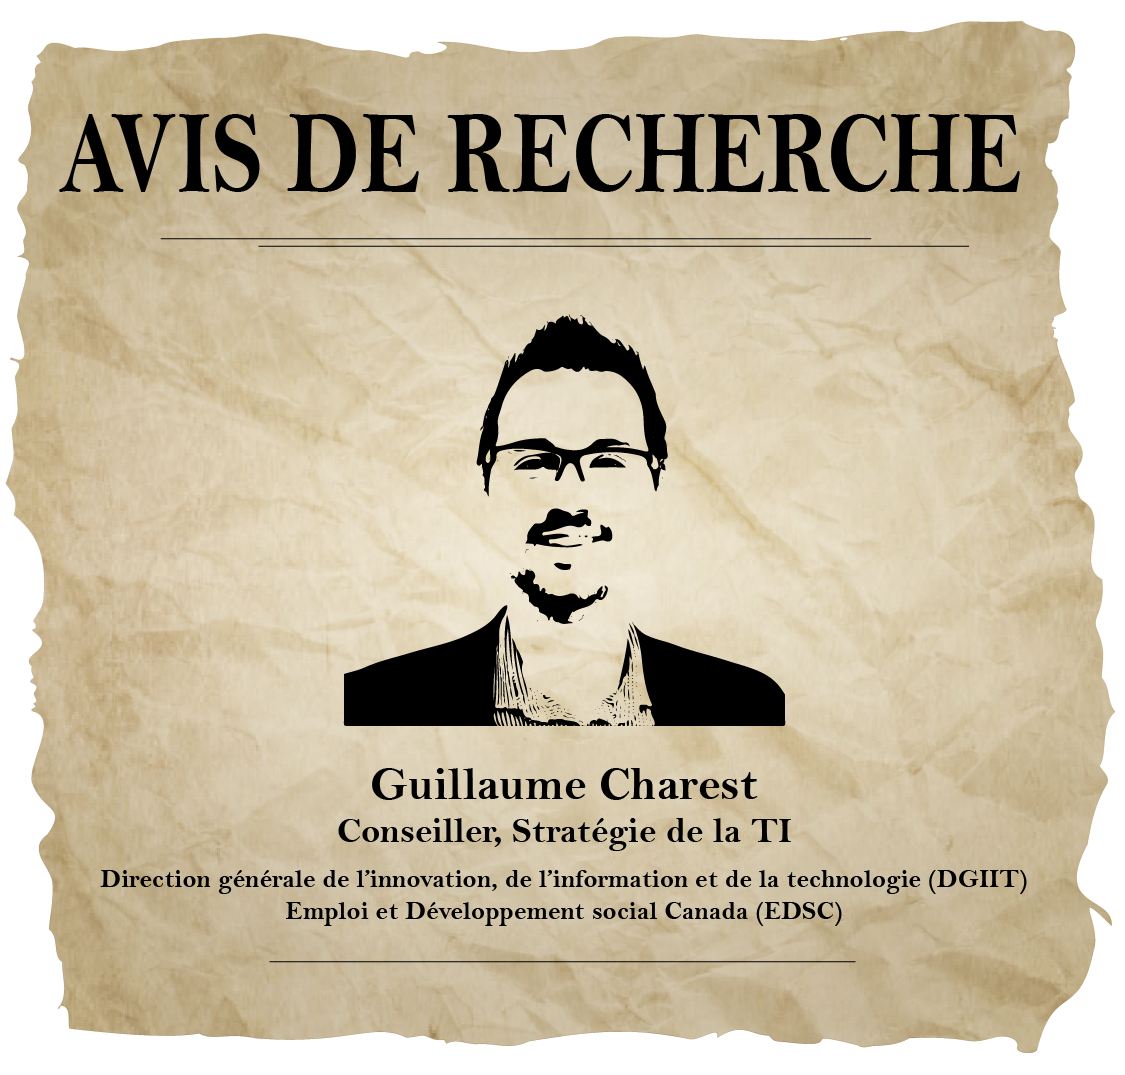 AVIS DE RECHERCHE
Guillaume Charest
Conseiller, Stratégie de la TI
Direction générale de l’innovation, de l’information et de la technologie (DGIIT)
Emploi et Développement social Canada (EDSC)